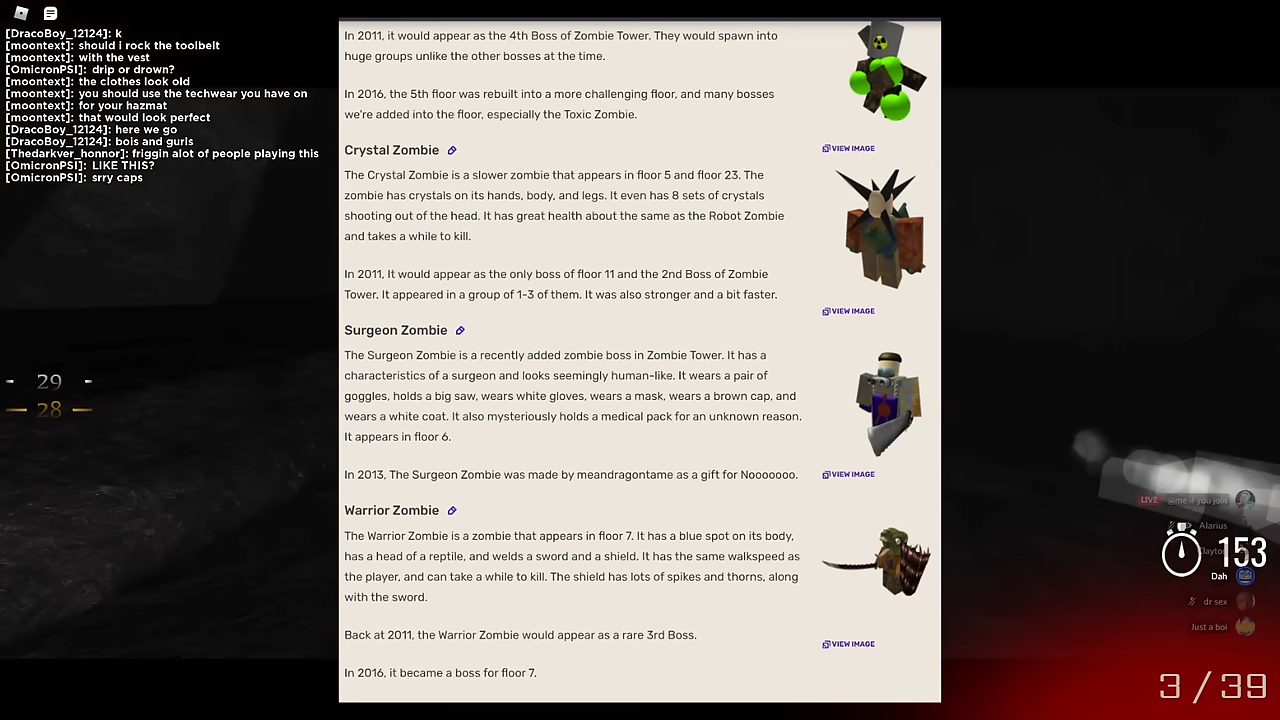 [DracoBoy_12124]: k
[moontext]: should i rock the toolbelt
[moontext]: with the vest
[OmicronPSI]: drip or drown?
[moontext]: the clothes look old
[moontext]: you should use the techwear you have on
[moontext]: for your hazmat
[moontext]: that would look perfect
[DracoBoy_12124]: here we go
[DracoBoy_12124]: bois and gurls
[Thedarkver_honnor]: friggin alot of people playing this
[OmicronPSI]: LIKE THIS?
[OmicronPSI]: srry caps
29
28
In 2011, it would appear as the 4th Boss of Zombie Tower. They would spawn into
huge groups unlike the other bosses at the time.
In 2016, the 5th floor was rebuilt into a more challenging floor, and many bosses
we're added into the floor, especially the Toxic Zombie.
VIEW IMAGE
Crystal Zombie
The Crystal Zombie is a slower zombie that appears in floor 5 and floor 23. The
zombie has crystals on its hands, body, and legs. It even has 8 sets of crystals
shooting out of the head. It has great health about the same as the Robot Zombie
and takes a while to kill.
In 2011, It would appear as the only boss of floor 11 and the 2nd Boss of Zombie
Tower. It appeared in a group of 1-3 of them. It was also stronger and a bit faster.
VIEW IMAGE
Surgeon Zombie
The Surgeon Zombie is a recently added zombie boss in Zombie Tower. It has a
characteristics of a surgeon and looks seemingly human-like. It wears a pair of
goggles, holds a big saw, wears white gloves, wears a mask, wears a brown cap, and
wears a white coat. It also mysteriously holds a medical pack for an unknown reason.
It appears in floor 6.
In 2013, The Surgeon Zombie was made by meandragontame as a gift for Nooooooo.
VIEW IMAGE
Warrior Zombie
The Warrior Zombie is a zombie that appears in floor 7. It has a blue spot on its body,
has a head of a reptile, and welds a sword and a shield. It has the same walkspeed as
the player, and can take a while to kill. The shield has lots of spikes and thorns, along
with the sword.
Back at 2011, the Warrior Zombie would appear as a rare 3rd Boss.
VIEW IMAGE
In 2016, it became a boss for floor 7.
LIVE @me if you join
Alarius
Clayton
153
Dah
dr sex
Just a boi
3 / 39